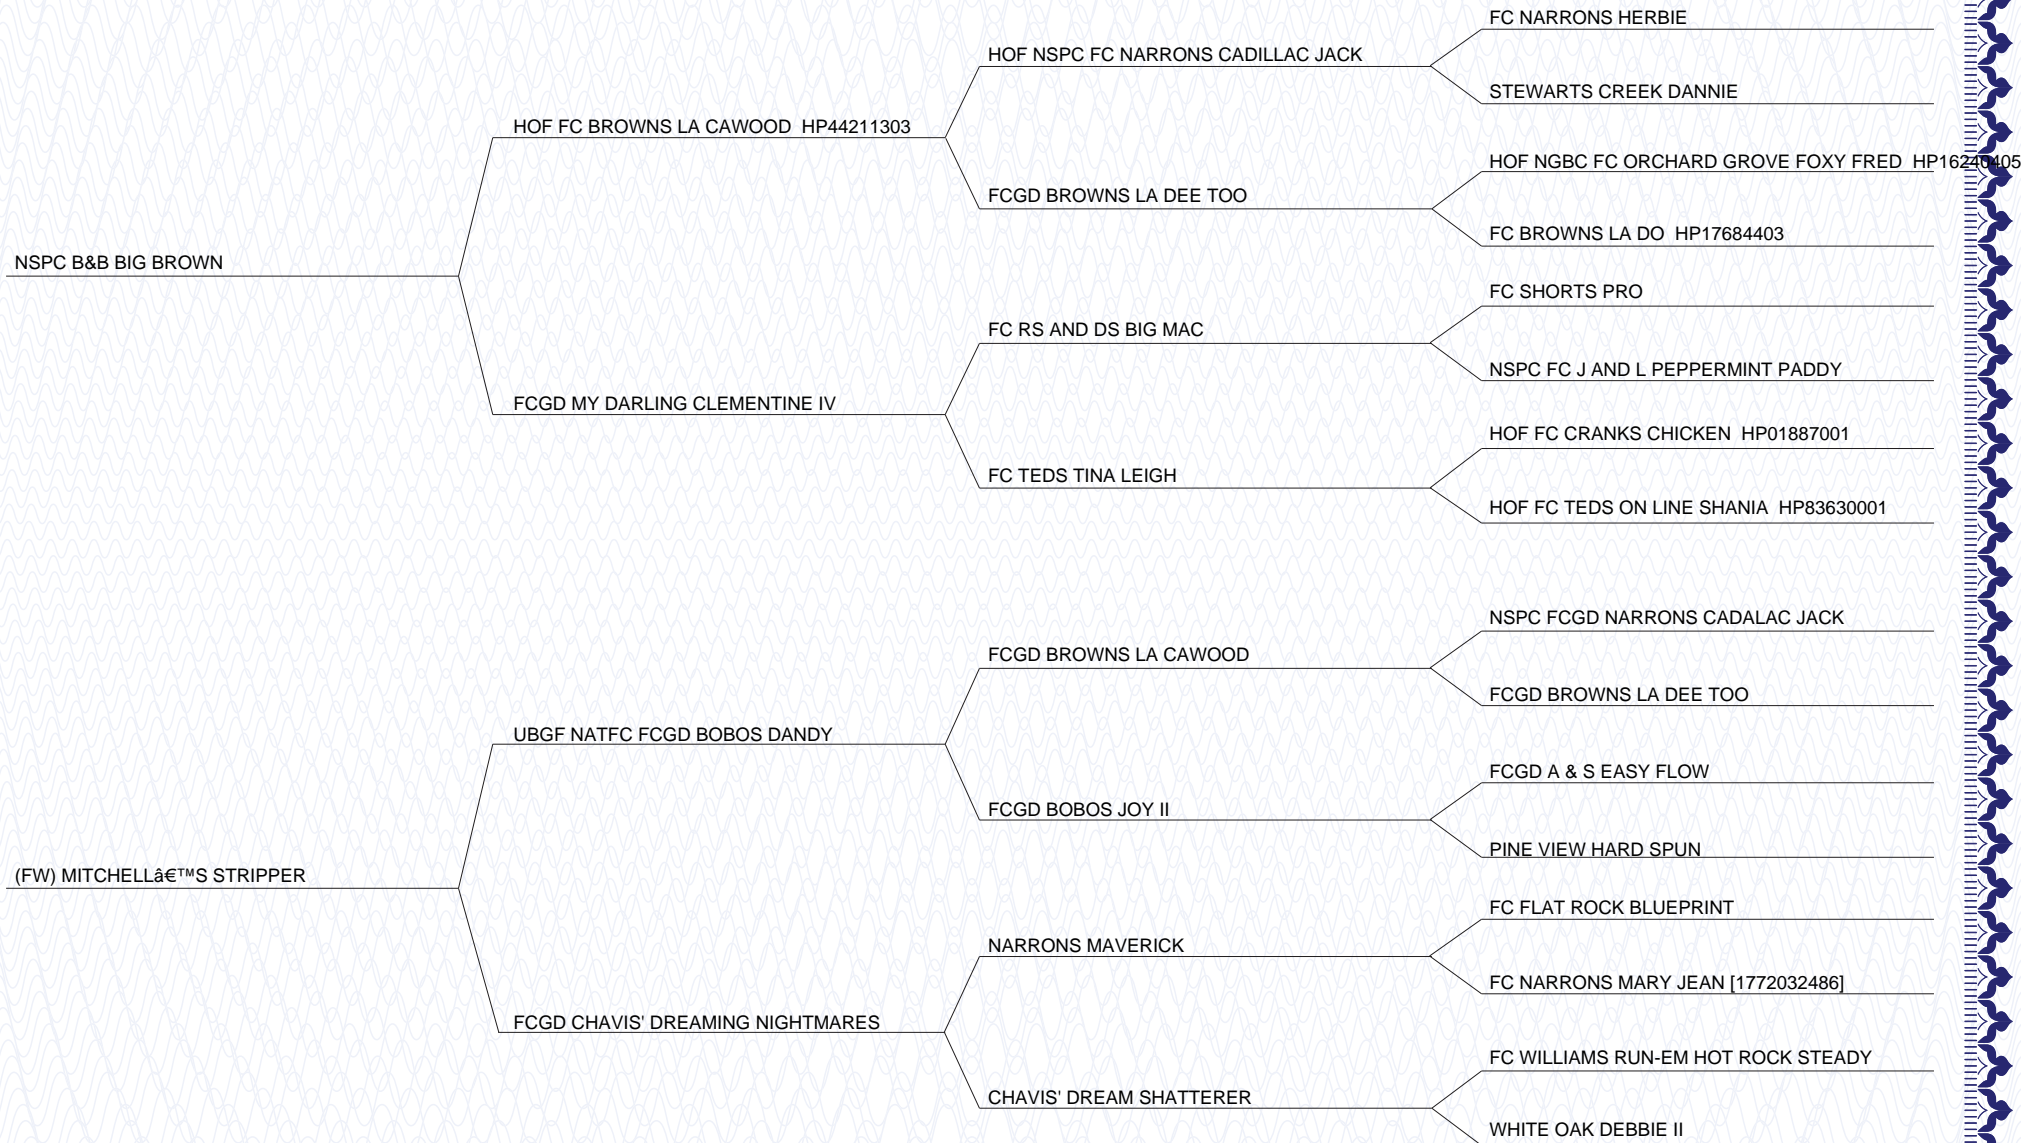 FC NARRONS HERBIE
HOF NSPC FC NARRONS CADILLAC JACK
STEWARTS CREEK DANNIE
HOF FC BROWNS LA CAWOOD HP44211303
HOF NGBC FC ORCHARD GROVE FOXY FRED HP16240405
FCGD BROWNS LA DEE TOO
FC BROWNS LA DO HP17684403
NSPC B&B BIG BROWN
FC SHORTS PRO
FC RS AND DS BIG MAC
NSPC FC J AND L PEPPERMINT PADDY
FCGD MY DARLING CLEMENTINE IV
HOF FC CRANKS CHICKEN HP01887001
FC TEDS TINA LEIGH
HOF FC TEDS ON LINE SHANIA HP83630001
NSPC FCGD NARRONS CADALAC JACK
FCGD BROWNS LA CAWOOD
FCGD BROWNS LA DEE TOO
UBGF NATFC FCGD BOBOS DANDY
FCGD A & S EASY FLOW
FCGD BOBOS JOY II
PINE VIEW HARD SPUN
(FW) MITCHELLâ€™S STRIPPER
FC FLAT ROCK BLUEPRINT
NARRONS MAVERICK
FC NARRONS MARY JEAN [1772032486]
FCGD CHAVIS' DREAMING NIGHTMARES
FC WILLIAMS RUN-EM HOT ROCK STEADY
CHAVIS' DREAM SHATTERER
WHITE OAK DEBBIE II